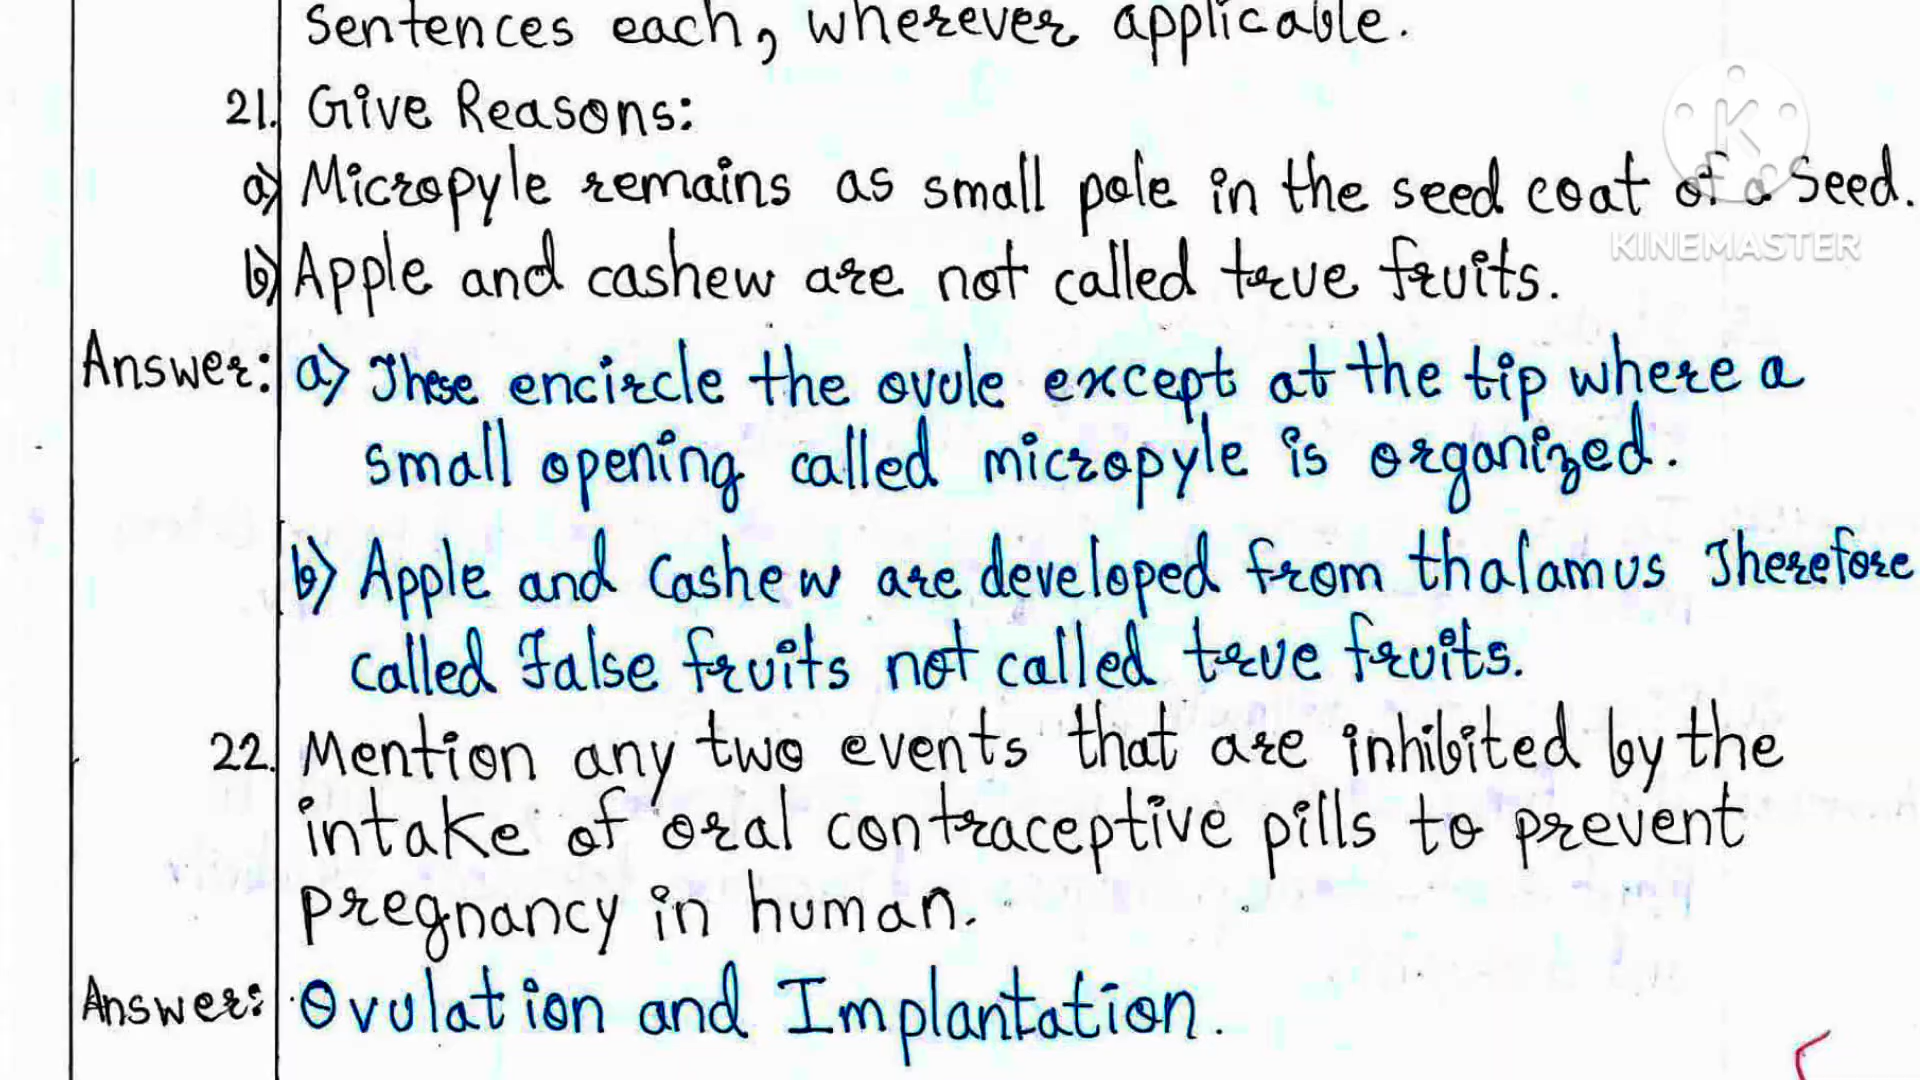 sentences each, wherever applicable.
21. Give Reasons:
a) Micropyle remains as small pole in the seed coat of a seed.
b) Apple and cashew are not called true fruits.
Answer: a) These encircle the ovule except at the tip where a
small opening called micropyle is organized.
b) Apple and Cashew are developed from thalamus Therefore
called False fruits not called true fruits.
22. Mention any two events that are inhibited by the
intake of oral contraceptive pills to prevent
pregnancy in human.
Answer: Ovulation and Implantation.
K
KINEMASTER